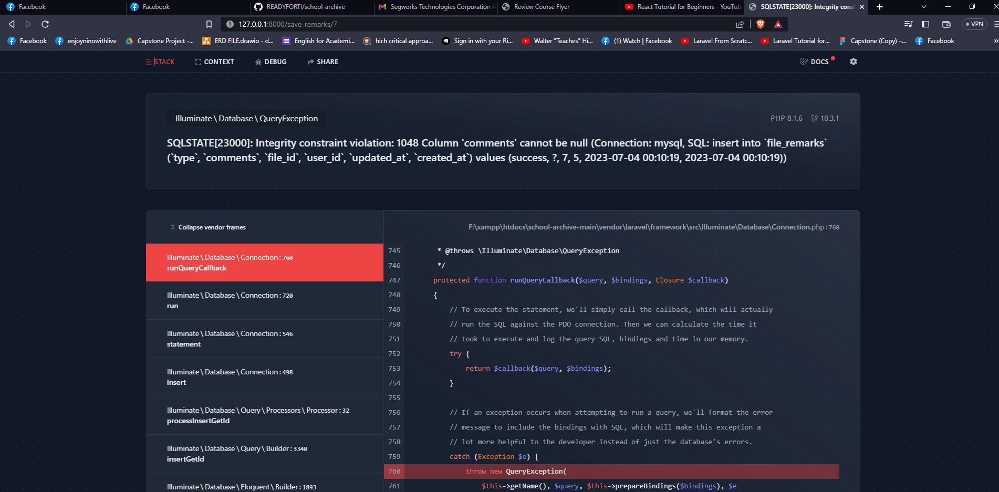 Facebook
Facebook
READYFORTI/school-archive
Segworks Technologies Corporation
Review Course Flyer
React Tutorial for Beginners - YouTub
SQLSTATE[23000]: Integrity cons
127.0.0.1:8000/save-remarks/7
VPN
Facebook
enjoyninowithlive
Capstone Project -...
ERD FILE.drawio - d...
English for Academi...
hich critical approa...
Sign in with your Ri...
Walter "Teaches" Hi...
(1) Watch | Facebook
Laravel From Scratc...
Laravel Tutorial for...
Capstone (Copy) –...
Facebook
»
STACK
CONTEXT
DEBUG
SHARE
DOCS
Illuminate\Database\QueryException
PHP 8.1.6
10.3.1
SQLSTATE[23000]: Integrity constraint violation: 1048 Column 'comments' cannot be null (Connection: mysql, SQL: insert into `file_remarks`
(`type`, `comments`, `file_id`, `user_id`, `updated_at`, `created_at`) values (success, ?, 7, 5, 2023-07-04 00:10:19, 2023-07-04 00:10:19))
Collapse vendor frames
Illuminate\Database\Connection:760
runQueryCallback
Illuminate\Database\Connection:720
run
Illuminate\Database\Connection:546
statement
Illuminate\Database\Connection:498
insert
Illuminate\Database\Query\Processors\Processor:32
processInsertGetId
Illuminate\Database\Query\Builder:3340
insertGetId
Illuminate\Database\Eloquent\Builder:1893
F:\xampp\htdocs\school-archive-main\vendor\laravel\framework\src\Illuminate\Database\Connection.php:760
745 * @throws \Illuminate\Database\QueryException
746 */
747 protected function runQueryCallback($query, $bindings, Closure $callback)
748 {
749 // To execute the statement, we'll simply call the callback, which will actually
750 // run the SQL against the PDO connection. Then we can calculate the time it
751 // took to execute and log the query SQL, bindings and time in our memory.
752 try {
753 return $callback($query, $bindings);
754 }
755
756 // If an exception occurs when attempting to run a query, we'll format the error
757 // message to include the bindings with SQL, which will make this exception a
758 // lot more helpful to the developer instead of just the database's errors.
759 catch (Exception $e) {
760 throw new QueryException(
761 $this->getName(), $query, $this->prepareBindings($bindings), $e